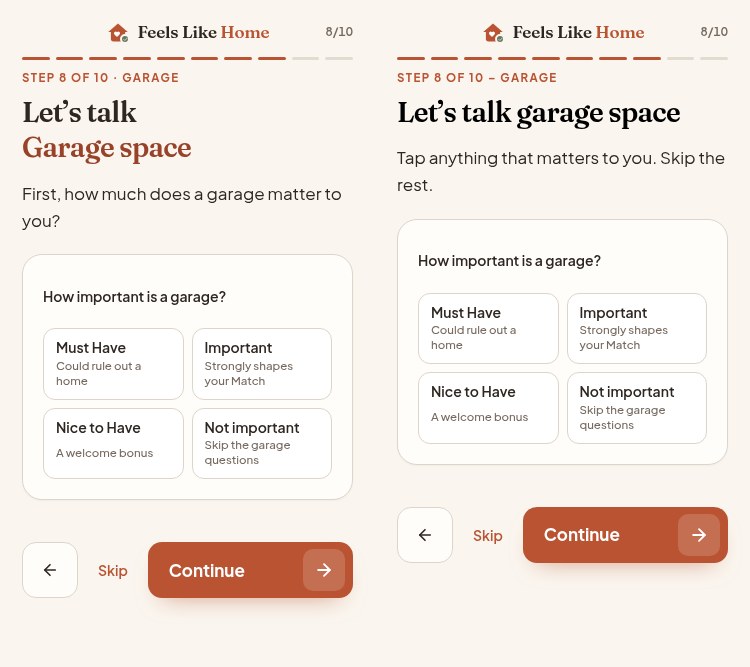 Feels Like Home
8/10
STEP 8 OF 10 · GARAGE
Let’s talk
Garage space
First, how much does a garage matter to
you?
How important is a garage?
Must Have
Could rule out a
home
Important
Strongly shapes
your Match
Nice to Have
A welcome bonus
Not important
Skip the garage
questions
Skip
Continue
Feels Like Home
8/10
STEP 8 OF 10 – GARAGE
Let’s talk garage space
Tap anything that matters to you. Skip the
rest.
How important is a garage?
Must Have
Could rule out a
home
Important
Strongly shapes
your Match
Nice to Have
A welcome bonus
Not important
Skip the garage
questions
Skip
Continue